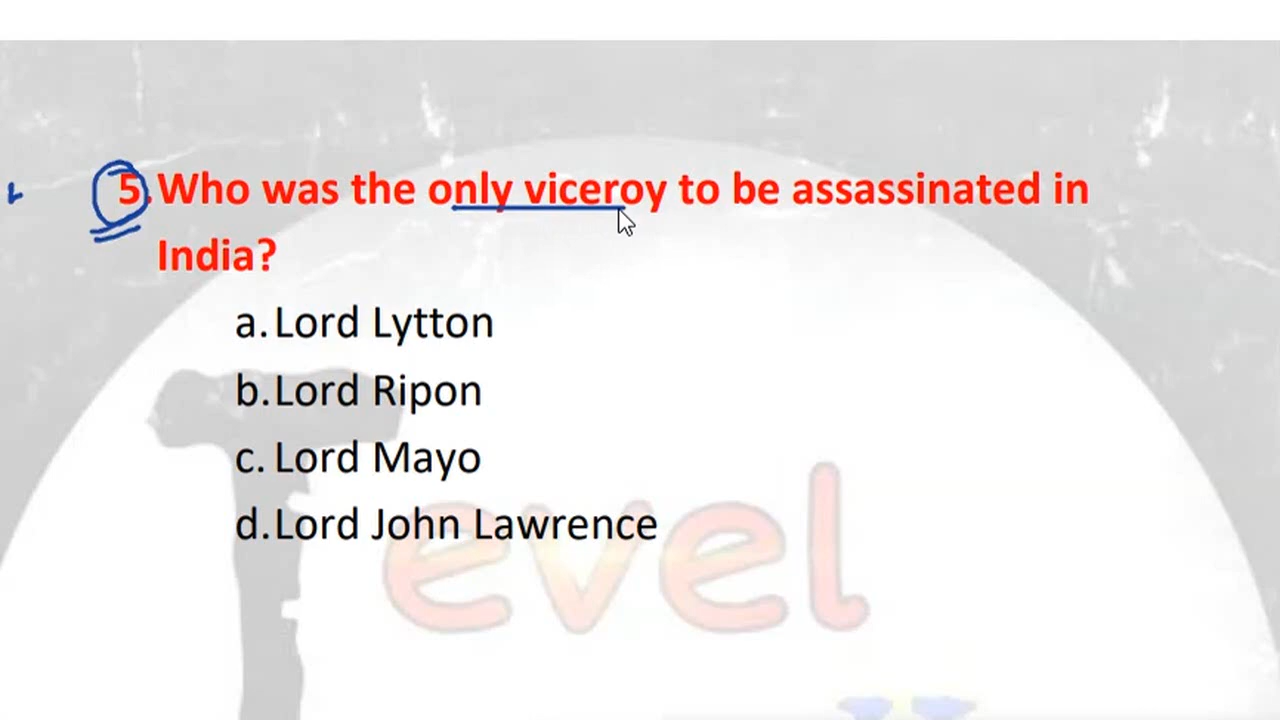 5. Who was the only viceroy to be assassinated in
India?
a. Lord Lytton
b. Lord Ripon
c. Lord Mayo
d. Lord John Lawrence
evel